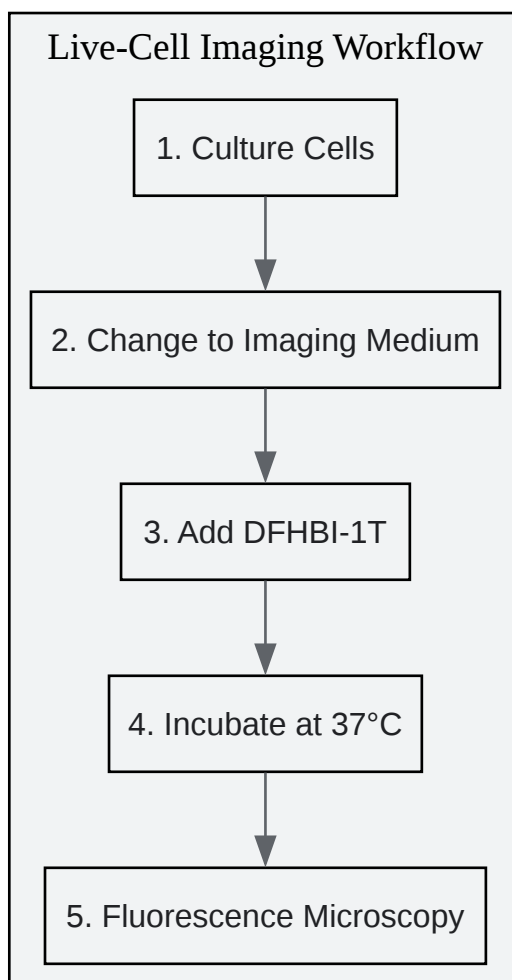 Live-Cell Imaging Workflow
1. Culture Cells
2. Change to Imaging Medium
3. Add DFHBI-1T
4. Incubate at 37°C
5. Fluorescence Microscopy